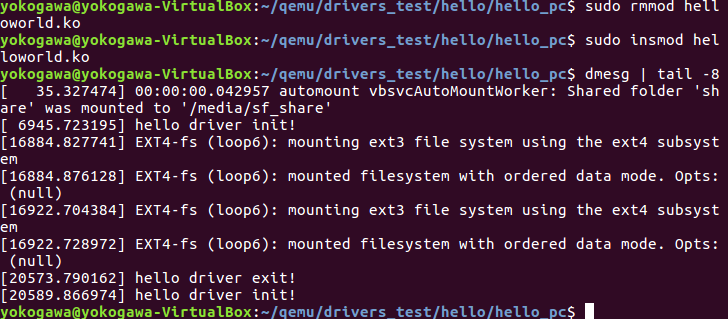 yokogawa@yokogawa-VirtualBox:~/qemu/drivers_test/hello/hello_pc$ sudo rmmod hell
oworld.ko
yokogawa@yokogawa-VirtualBox:~/qemu/drivers_test/hello/hello_pc$ sudo insmod hel
loworld.ko
yokogawa@yokogawa-VirtualBox:~/qemu/drivers_test/hello/hello_pc$ dmesg | tail -8
[   35.327474] 00:00:00.042957 automount vbsvcAutoMountWorker: Shared folder 'sh
are' was mounted to '/media/sf_share'
[ 6945.723195] hello driver init!
[16884.827741] EXT4-fs (loop6): mounting ext3 file system using the ext4 subsyst
em
[16884.876128] EXT4-fs (loop6): mounted filesystem with ordered data mode. Opts:
 (null)
[16922.704384] EXT4-fs (loop6): mounting ext3 file system using the ext4 subsyst
em
[16922.728972] EXT4-fs (loop6): mounted filesystem with ordered data mode. Opts:
 (null)
[20573.790162] hello driver exit!
[20589.866974] hello driver init!
yokogawa@yokogawa-VirtualBox:~/qemu/drivers_test/hello/hello_pc$